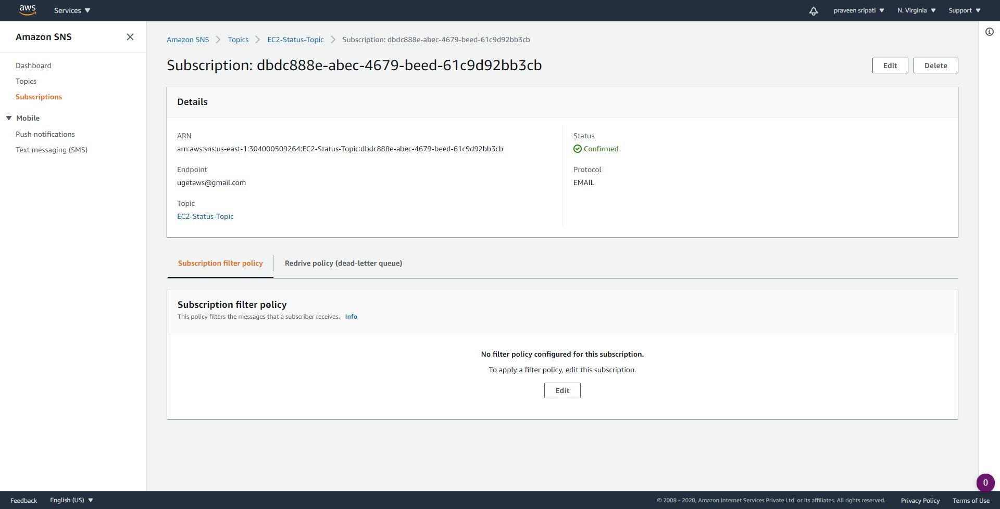 aws Services praveen sripati N. Virginia Support
Amazon SNS
Dashboard
Topics
Subscriptions
Mobile
Push notifications
Text messaging (SMS)
Amazon SNS Topics EC2-Status-Topic Subscription: dbdc888e-abec-4679-beed-61c9d92bb3cb
Subscription: dbdc888e-abec-4679-beed-61c9d92bb3cb
Edit Delete
Details
ARN
arn:aws:sns:us-east-1:304000509264:EC2-Status-Topic:dbdc888e-abec-4679-beed-61c9d92bb3cb
Endpoint
ugetaws@gmail.com
Topic
EC2-Status-Topic
Status
Confirmed
Protocol
EMAIL
Subscription filter policy Redrive policy (dead-letter queue)
Subscription filter policy
This policy filters the messages that a subscriber receives. Info
No filter policy configured for this subscription.
To apply a filter policy, edit this subscription.
Edit
0
Feedback English (US) © 2008 - 2020, Amazon Internet Services Private Ltd. or its affiliates. All rights reserved. Privacy Policy Terms of Use